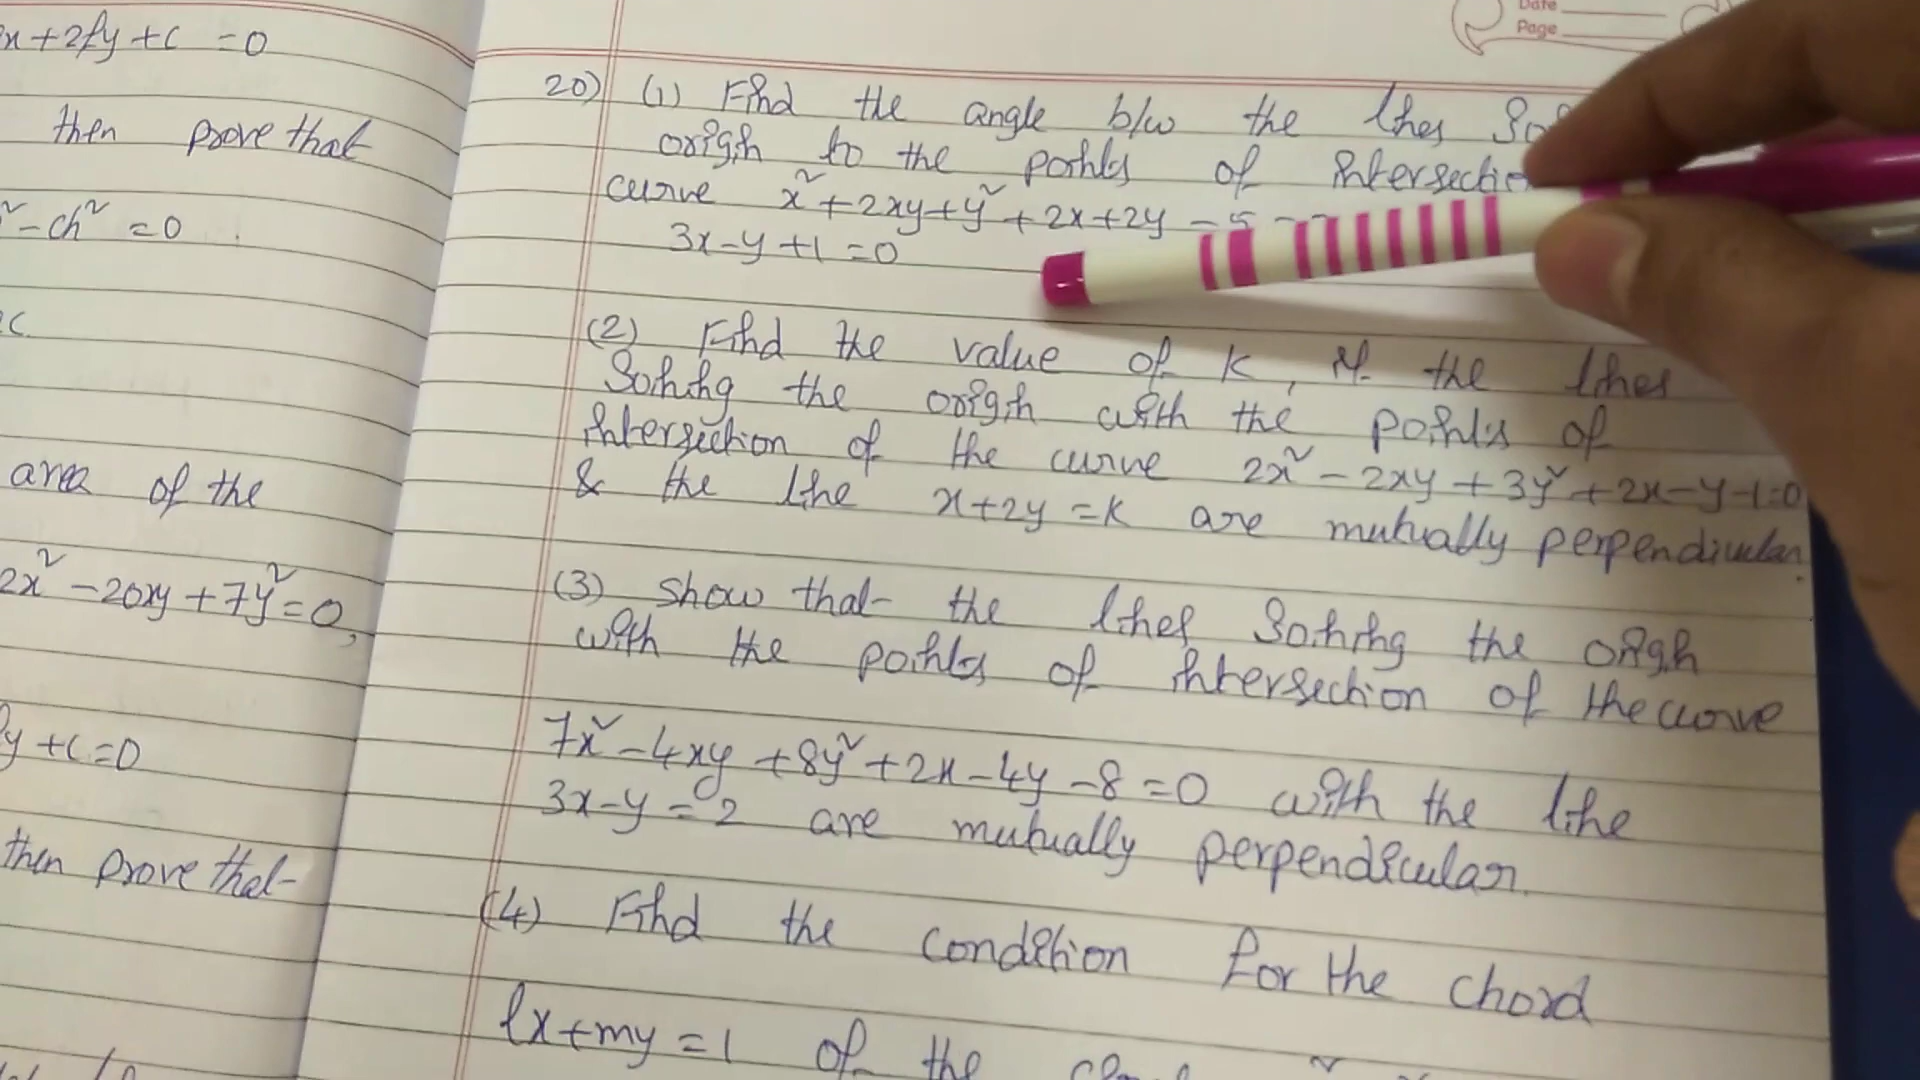 x+2fy+c =0
then prove that
² - ch² =0
area of the
2x² - 20xy + 7y² = 0,
y + c = 0
then prove that
Date
Page
20) (1) Find the angle b/w the lines
origin to the points of intersection
curve x² + 2xy + y² + 2x + 2y - 5
3x - y + 1 = 0
(2) Find the value of k, if the lines
Joining the origin with the points of
intersection of the curve 2x² - 2xy + 3y² + 2x - y - 1 = 0
& the line x + 2y = k are mutually perpendicular.
(3) show that the lines Joining the origin
with the points of intersection of the curve
7x² - 4xy + 8y² + 2x - 4y - 8 = 0 with the line
3x - y = 2 are mutually perpendicular.
(4) Find the condition for the chord
lx + my = 1 of the